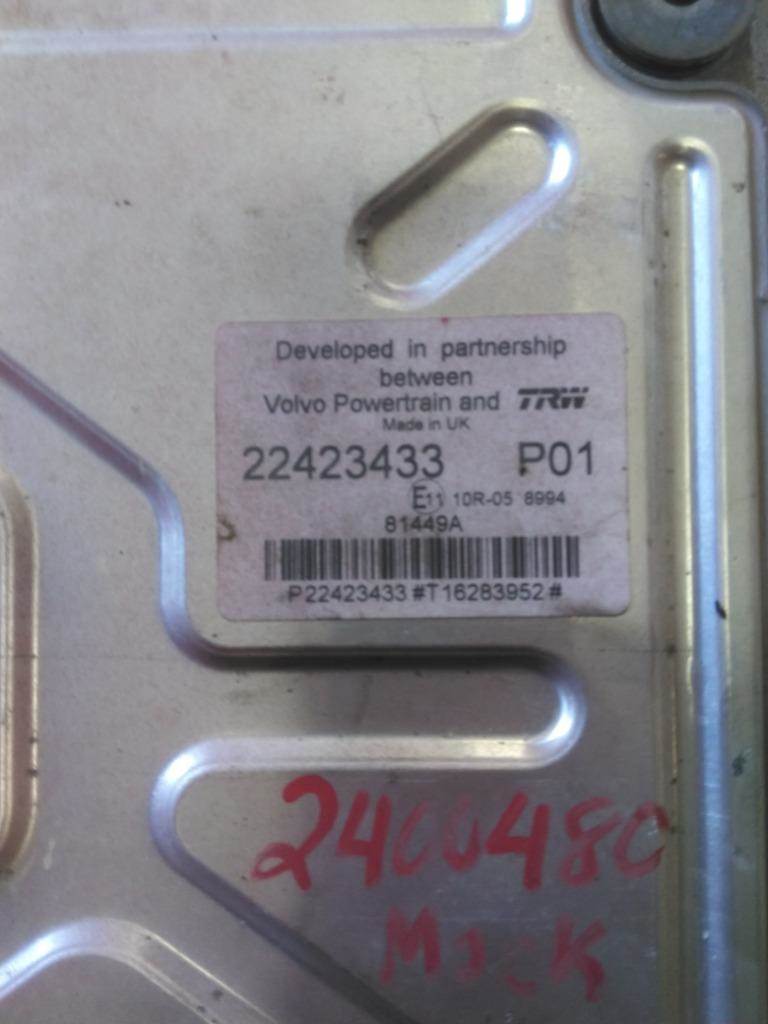 Developed in partnership
between
Volvo Powertrain and TRW
Made in UK
22423433 P01
E11 10R-05 8994
81449A
P22423433#T16283952#
2400480
Mack